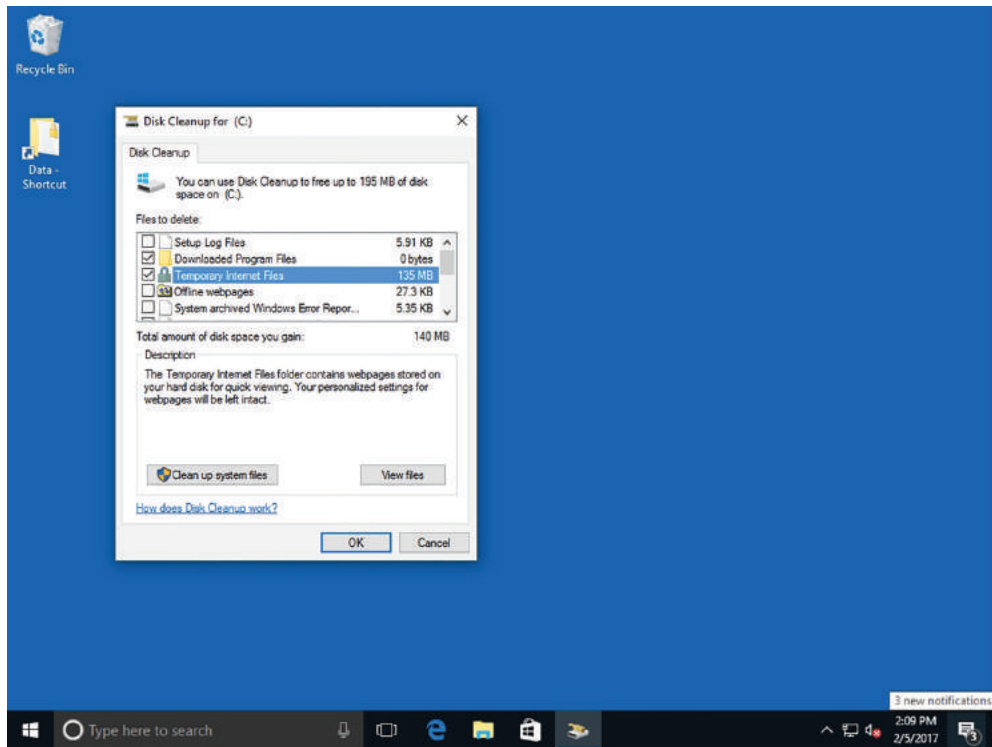 Recycle Bin
Data -
Shortcut
Disk Cleanup for (C:)
Disk Cleanup
You can use Disk Cleanup to free up to 195 MB of disk
space on (C:).
Files to delete:
Setup Log Files 5.91 KB
Downloaded Program Files 0 bytes
Temporary Internet Files 135 MB
Offline webpages 27.3 KB
System archived Windows Error Repor... 5.35 KB
Total amount of disk space you gain: 140 MB
Description
The Temporary Internet Files folder contains webpages stored on
your hard disk for quick viewing. Your personalized settings for
webpages will be left intact.
Clean up system files View files
How does Disk Cleanup work?
OK Cancel
3 new notifications
Type here to search
2:09 PM
2/5/2017
3